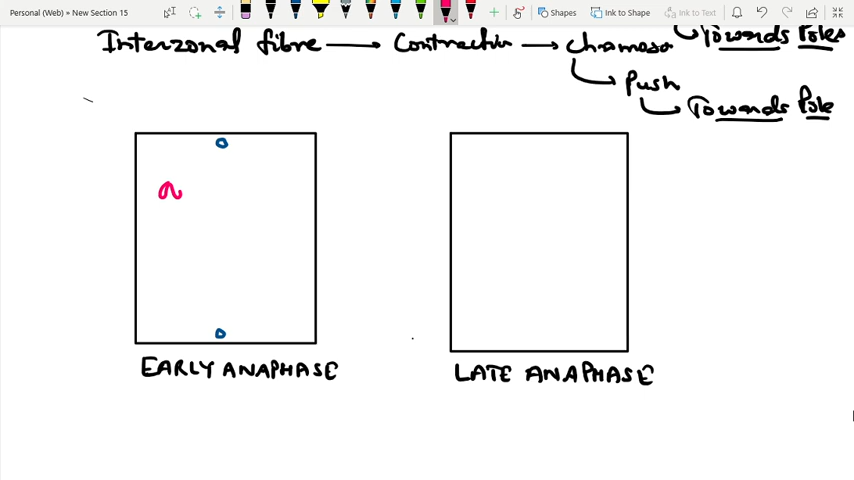 Personal (Web) » New Section 15
Shapes
Ink to Shape
Ink to Text
Towards Poles
Interzonal fibre → Contraction → chromoso
Push
Towards Pole
EARLY ANAPHASE
LATE ANAPHASE